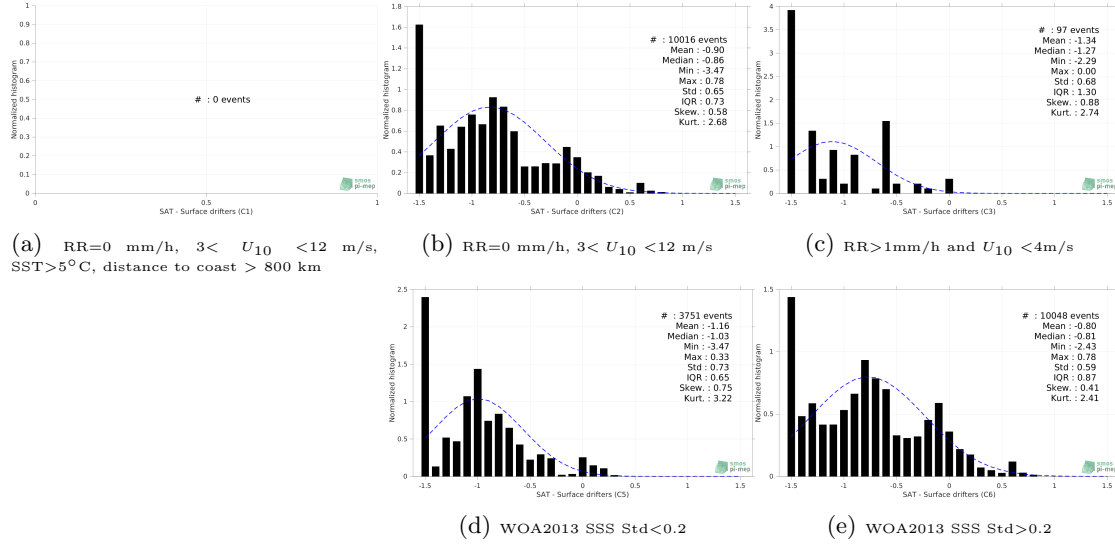 1
0.9
0.8
0.7
0.6
0.5
0.4
0.3
0.2
0.1
0
Normalized histogram
# : 0 events
smos
pi-mep
0 0.5 1
SAT - Surface drifters (C1)
(a) RR=0 mm/h, 3< U10 <12 m/s,
SST>5°C, distance to coast > 800 km
1.8
1.6
1.4
1.2
1
0.8
0.6
0.4
0.2
0
Normalized histogram
# : 10016 events
Mean : -0.90
Median : -0.86
Min : -3.47
Max : 0.78
Std : 0.65
IQR : 0.73
Skew. : 0.58
Kurt. : 2.68
smos
pi-mep
-1.5 -1 -0.5 0 0.5 1 1.5
SAT - Surface drifters (C2)
(b) RR=0 mm/h, 3< U10 <12 m/s
4
3.5
3
2.5
2
1.5
1
0.5
0
Normalized histogram
# : 97 events
Mean : -1.34
Median : -1.27
Min : -2.29
Max : 0.00
Std : 0.68
IQR : 1.30
Skew. : 0.88
Kurt. : 2.74
smos
pi-mep
-1.5 -1 -0.5 0 0.5 1 1.5
SAT - Surface drifters (C3)
(c) RR>1mm/h and U10 <4m/s
2.5
2
1.5
1
0.5
0
Normalized histogram
# : 3751 events
Mean : -1.16
Median : -1.03
Min : -3.47
Max : 0.33
Std : 0.73
IQR : 0.65
Skew. : 0.75
Kurt. : 3.22
smos
pi-mep
-1.5 -1 -0.5 0 0.5 1 1.5
SAT - Surface drifters (C5)
(d) WOA2013 SSS Std<0.2
1.5
1
0.5
0
Normalized histogram
# : 10048 events
Mean : -0.80
Median : -0.81
Min : -2.43
Max : 0.78
Std : 0.59
IQR : 0.87
Skew. : 0.41
Kurt. : 2.41
smos
pi-mep
-1.5 -1 -0.5 0 0.5 1 1.5
SAT - Surface drifters (C6)
(e) WOA2013 SSS Std>0.2